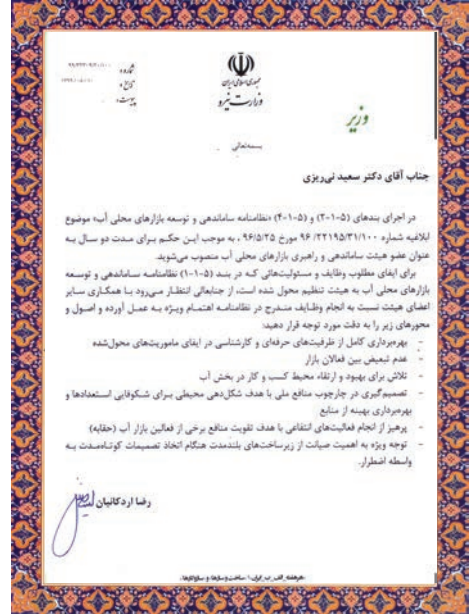 شماره :
۹۹/۲۲۴۰۹/۲۰/۱۰۰
تاریخ :
پیوست :
جمهوری اسلامی ایران
وزارت نیرو
وزیر
بسمه‌تعالی
جناب آقای دکتر سعید نی‌ریزی
در اجرای بندهای (۵-۱-۲) و (۵-۱-۴) «نظامنامه ساماندهی و توسعه بازارهای محلی آب» موضوع
ابلاغیه شماره ۹۶/۲۲۱۹۵/۳۱/۱۰۰ مورخ ۹۶/۵/۲۵ ، به موجب این حکم برای مدت دو سال به
عنوان عضو هیئت ساماندهی و راهبری بازارهای محلی آب منصوب می‌شوید.
برای ایفای مطلوب وظایف و مسئولیت‌هائی که در بند (۵-۱-۱) نظامنامه ساماندهی و توسعه
بازارهای محلی آب به هیئت تنظیم محول شده است، از جنابعالی انتظار می‌رود با همکاری سایر
اعضای هیئت نسبت به انجام وظایف مندرج در نظامنامه اهتمام ویژه به عمل آورده و اصول و
محورهای زیر را به دقت مورد توجه قرار دهید:
- بهره‌برداری کامل از ظرفیت‌های حرفه‌ای و کارشناسی در ایفای ماموریت‌های محول‌شده
- عدم تبعیض بین فعالان بازار
- تلاش برای بهبود و ارتقاء محیط کسب و کار در بخش آب
- تصمیم‌گیری در چارچوب منافع ملی با هدف شکل‌دهی محیطی برای شکوفایی استعدادها و
بهره‌برداری بهینه از منابع
- پرهیز از انجام فعالیت‌های انتفاعی با هدف تقویت منافع برخی از فعالین بازار آب (حقابه)
- توجه ویژه به اهمیت صیانت از زیرساخت‌های بلندمدت هنگام اتخاذ تصمیمات کوتاه‌مدت به
واسطه اضطرار.
رضا اردکانیان